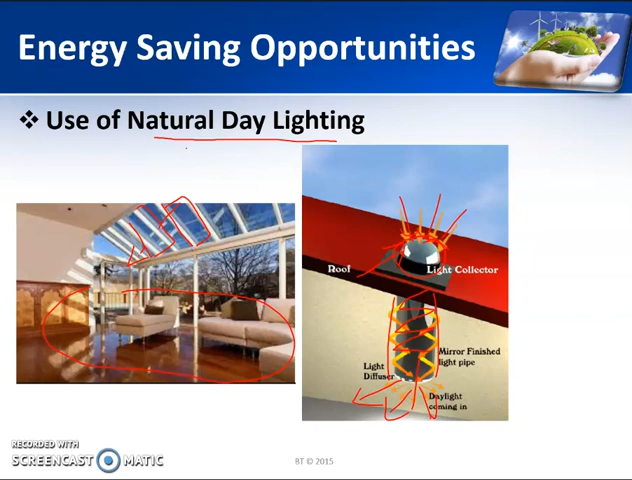 Energy Saving Opportunities
❖ Use of Natural Day Lighting
Roof
Light Collector
Mirror Finished
light pipe
Light
Diffuser
Daylight
coming in
RECORDED WITH
SCREENCAST MATIC
BT © 2015